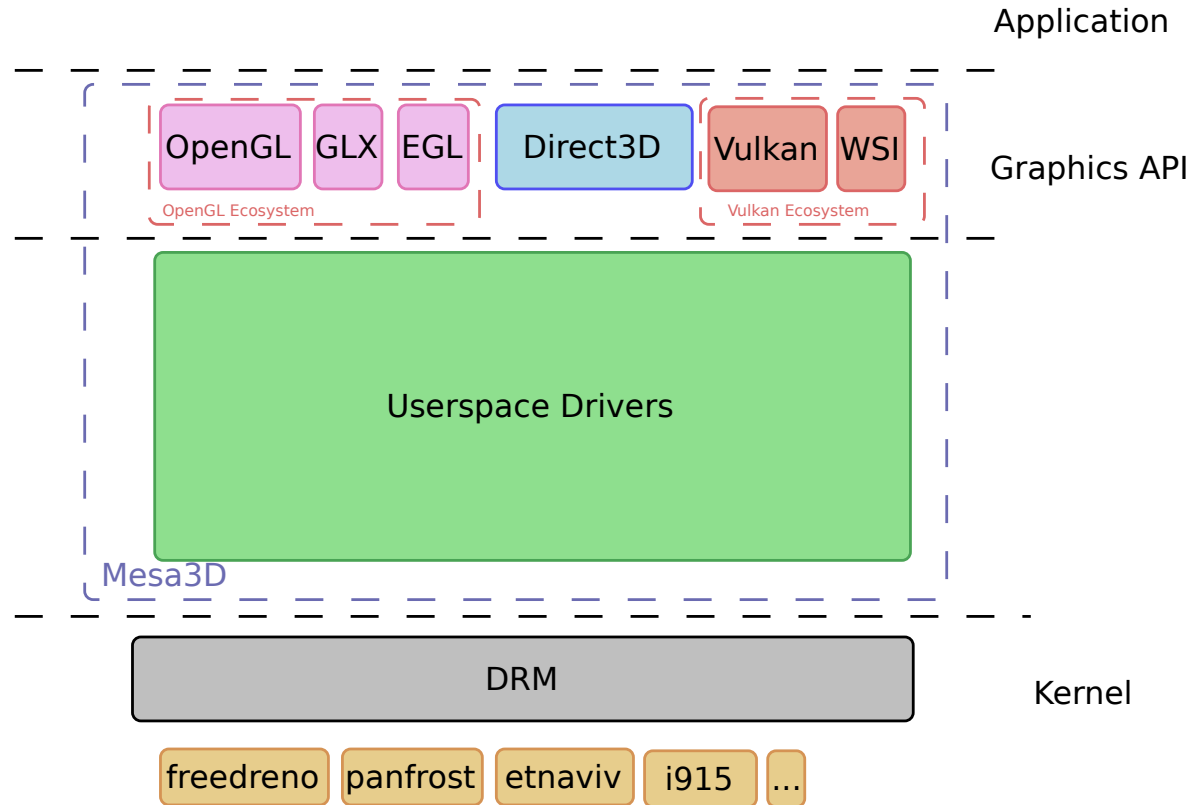 Application
OpenGL
GLX
EGL
Direct3D
Vulkan
WSI
Graphics API
OpenGL Ecosystem
Vulkan Ecosystem
Userspace Drivers
Mesa3D
DRM
Kernel
freedreno
panfrost
etnaviv
i915
...